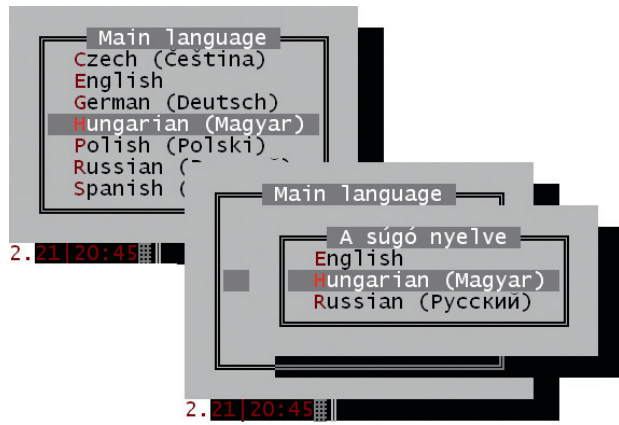 Main language
Czech (Čeština)
English
German (Deutsch)
Hungarian (Magyar)
Polish (Polski)
Russian
Spanish (
2.21|20:45
Main language
A súgó nyelve
English
Hungarian (Magyar)
Russian (Русский)
2.21|20:45